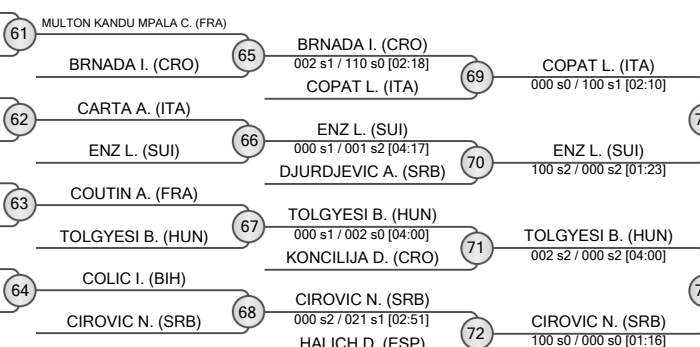 61
MULTON KANDU MPALA C. (FRA)
BRNADA I. (CRO)
65
BRNADA I. (CRO)
002 s1 / 110 s0 [02:18]
COPAT L. (ITA)
69
COPAT L. (ITA)
000 s0 / 100 s1 [02:10]
62
CARTA A. (ITA)
ENZ L. (SUI)
66
ENZ L. (SUI)
000 s1 / 001 s2 [04:17]
DJURDJEVIC A. (SRB)
70
ENZ L. (SUI)
100 s2 / 000 s2 [01:23]
63
COUTIN A. (FRA)
TOLGYESI B. (HUN)
67
TOLGYESI B. (HUN)
000 s1 / 002 s0 [04:00]
KONCILIJA D. (CRO)
71
TOLGYESI B. (HUN)
002 s2 / 000 s2 [04:00]
64
COLIC I. (BIH)
CIROVIC N. (SRB)
68
CIROVIC N. (SRB)
000 s2 / 021 s1 [02:51]
HALICH D. (ESP)
72
CIROVIC N. (SRB)
100 s0 / 000 s0 [01:16]